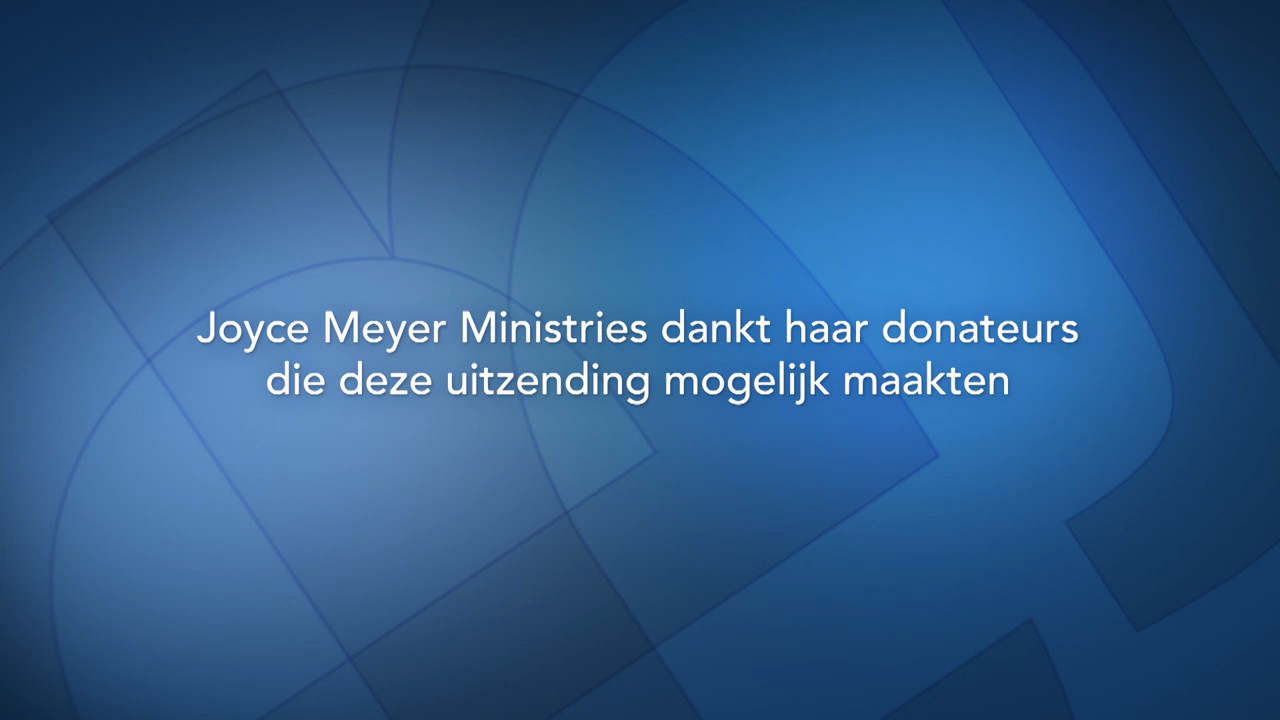 Joyce Meyer Ministries dankt haar donateurs
die deze uitzending mogelijk maakten